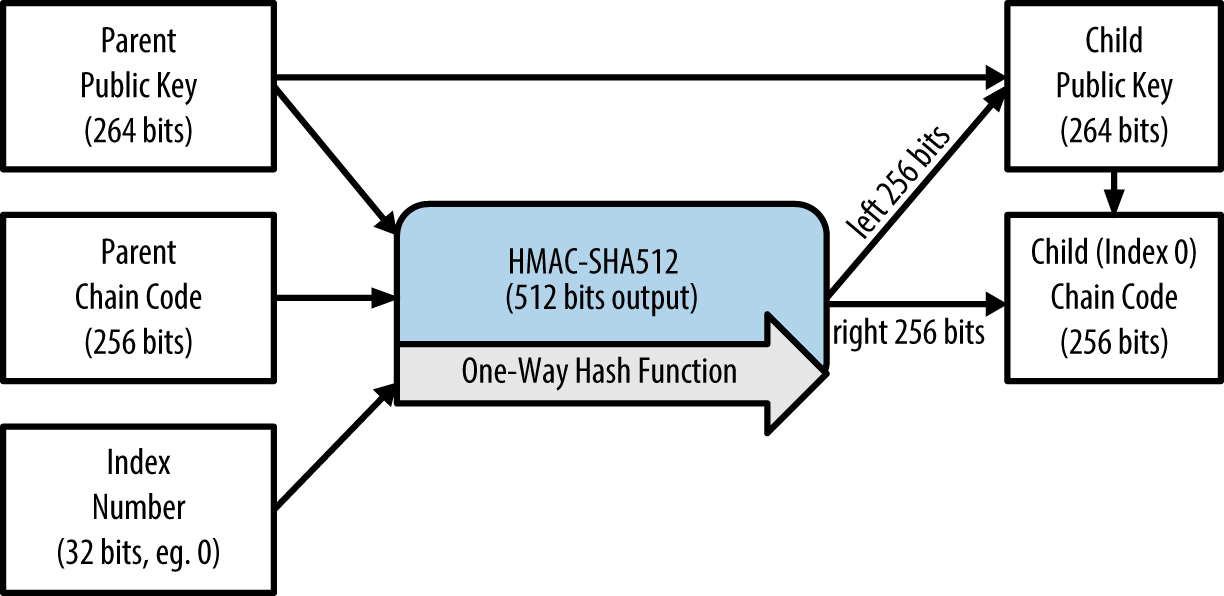 Parent
Public Key
(264 bits)
Parent
Chain Code
(256 bits)
Index
Number
(32 bits, eg. 0)
HMAC-SHA512
(512 bits output)
One-Way Hash Function
left 256 bits
right 256 bits
Child
Public Key
(264 bits)
Child (Index 0)
Chain Code
(256 bits)